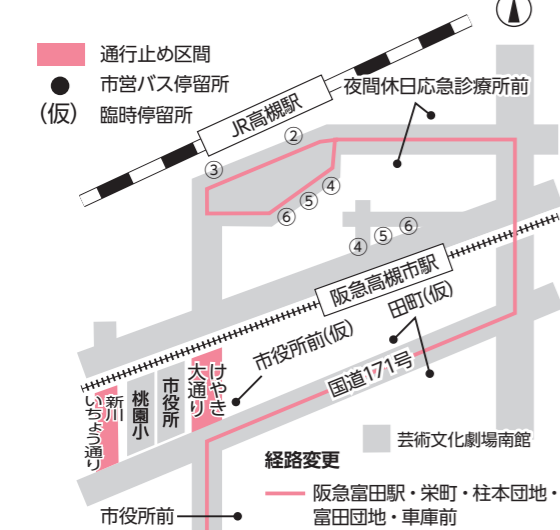 通行止め区間
市営バス停留所
(仮) 臨時停留所
JR高槻駅
夜間休日応急診療所前
②
③
④
⑤
⑥
④
⑤
⑥
阪急高槻市駅
田町(仮)
市役所前(仮)
国道171号
けやき
大通り
市役所
桃園小
新川
いちょう通り
芸術文化劇場南館
経路変更
阪急富田駅・栄町・柱本団地・
富田団地・車庫前
市役所前